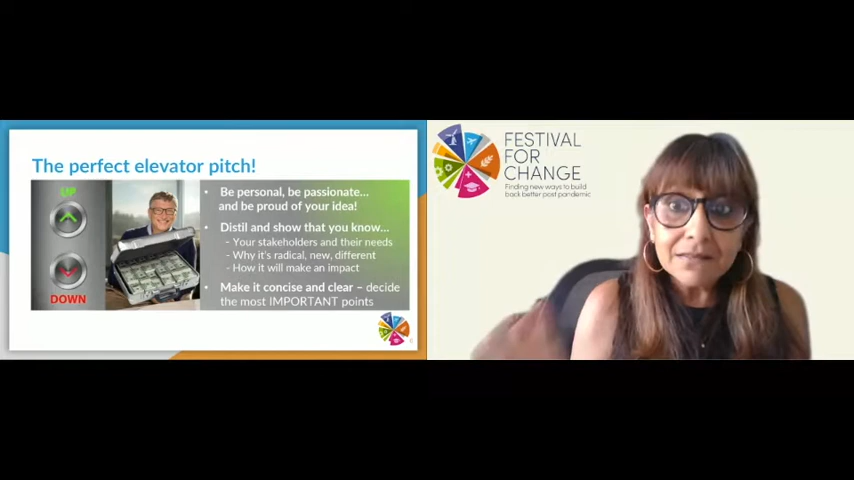 The perfect elevator pitch!
UP
DOWN
• Be personal, be passionate...
and be proud of your idea!
• Distil and show that you know...
– Your stakeholders and their needs
– Why it's radical, new, different
– How it will make an impact
• Make it concise and clear – decide
the most IMPORTANT points
FESTIVAL
FOR
CHANGE
Finding new ways to build
back better post pandemic